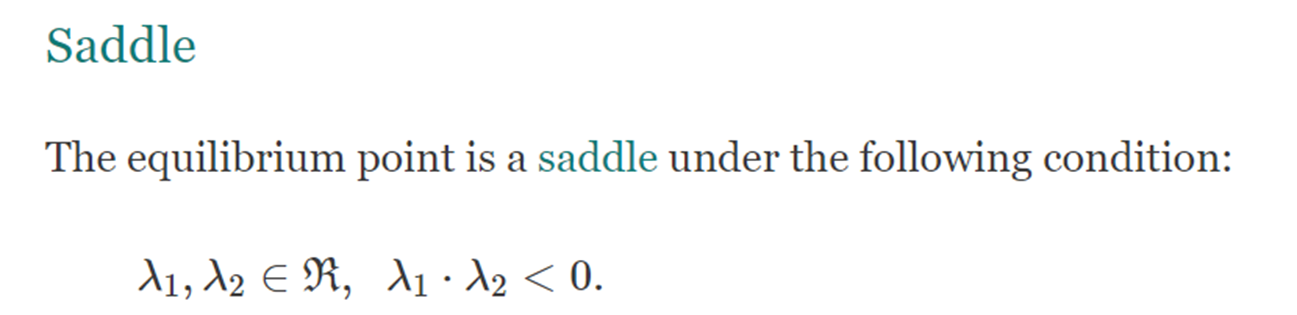 Saddle
The equilibrium point is a saddle under the following condition:
λ₁, λ₂ ∈ ℜ, λ₁ · λ₂ < 0.